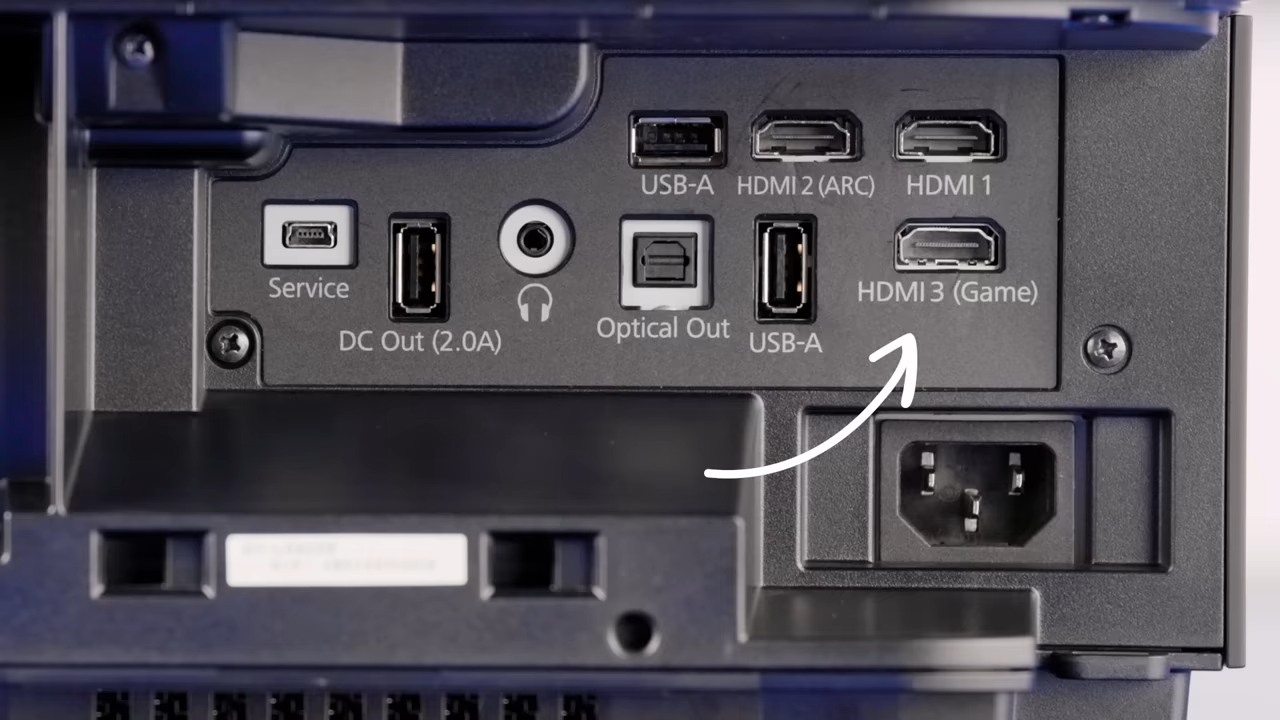 USB-A
HDMI 2 (ARC)
HDMI 1
Service
DC Out (2.0A)
Optical Out
USB-A
HDMI 3 (Game)